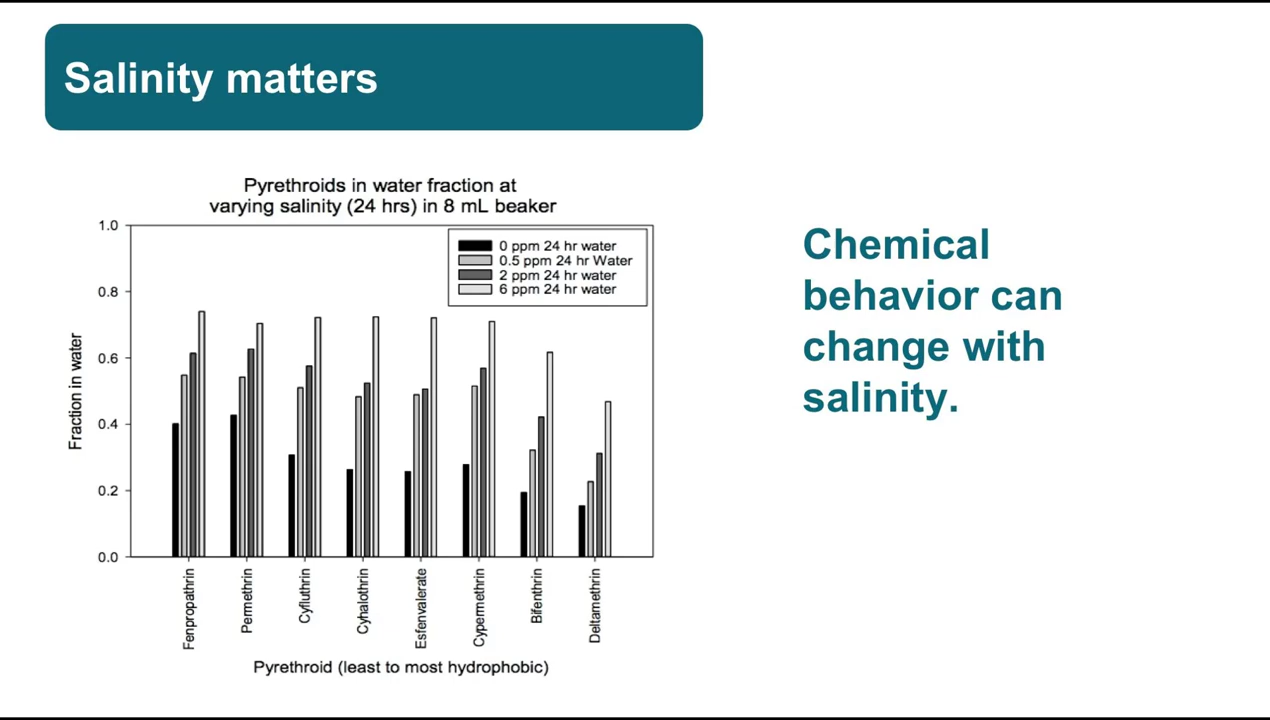 Salinity matters
Pyrethroids in water fraction at
varying salinity (24 hrs) in 8 mL beaker
1.0
0.8
0.6
0.4
0.2
0.0
Fraction in water
0 ppm 24 hr water
0.5 ppm 24 hr Water
2 ppm 24 hr water
6 ppm 24 hr water
Fenpropathrin
Permethrin
Cyfluthrin
Cyhalothrin
Esfenvalerate
Cypermethrin
Bifenthrin
Deltamethrin
Pyrethroid (least to most hydrophobic)
Chemical
behavior can
change with
salinity.